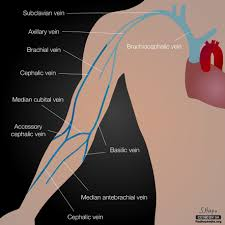 Subclavian vein
Axillary vein
Brachial vein
Brachiocephalic vein
Cephalic vein
Median cubital vein
Accessory
cephalic vein
Basilic vein
Median antebrachial vein
Cephalic vein